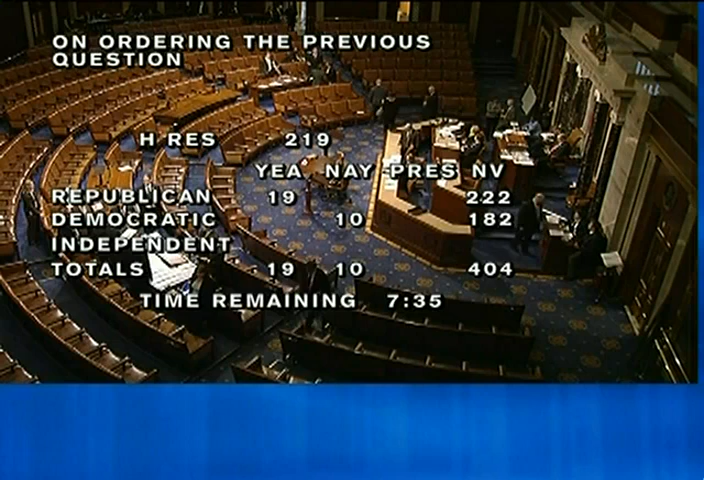 ON ORDERING THE PREVIOUS
QUESTION
H RES 219
YEA NAY PRES NV
REPUBLICAN 19 222
DEMOCRATIC 10 182
INDEPENDENT
TOTALS 19 10 404
TIME REMAINING 7:35